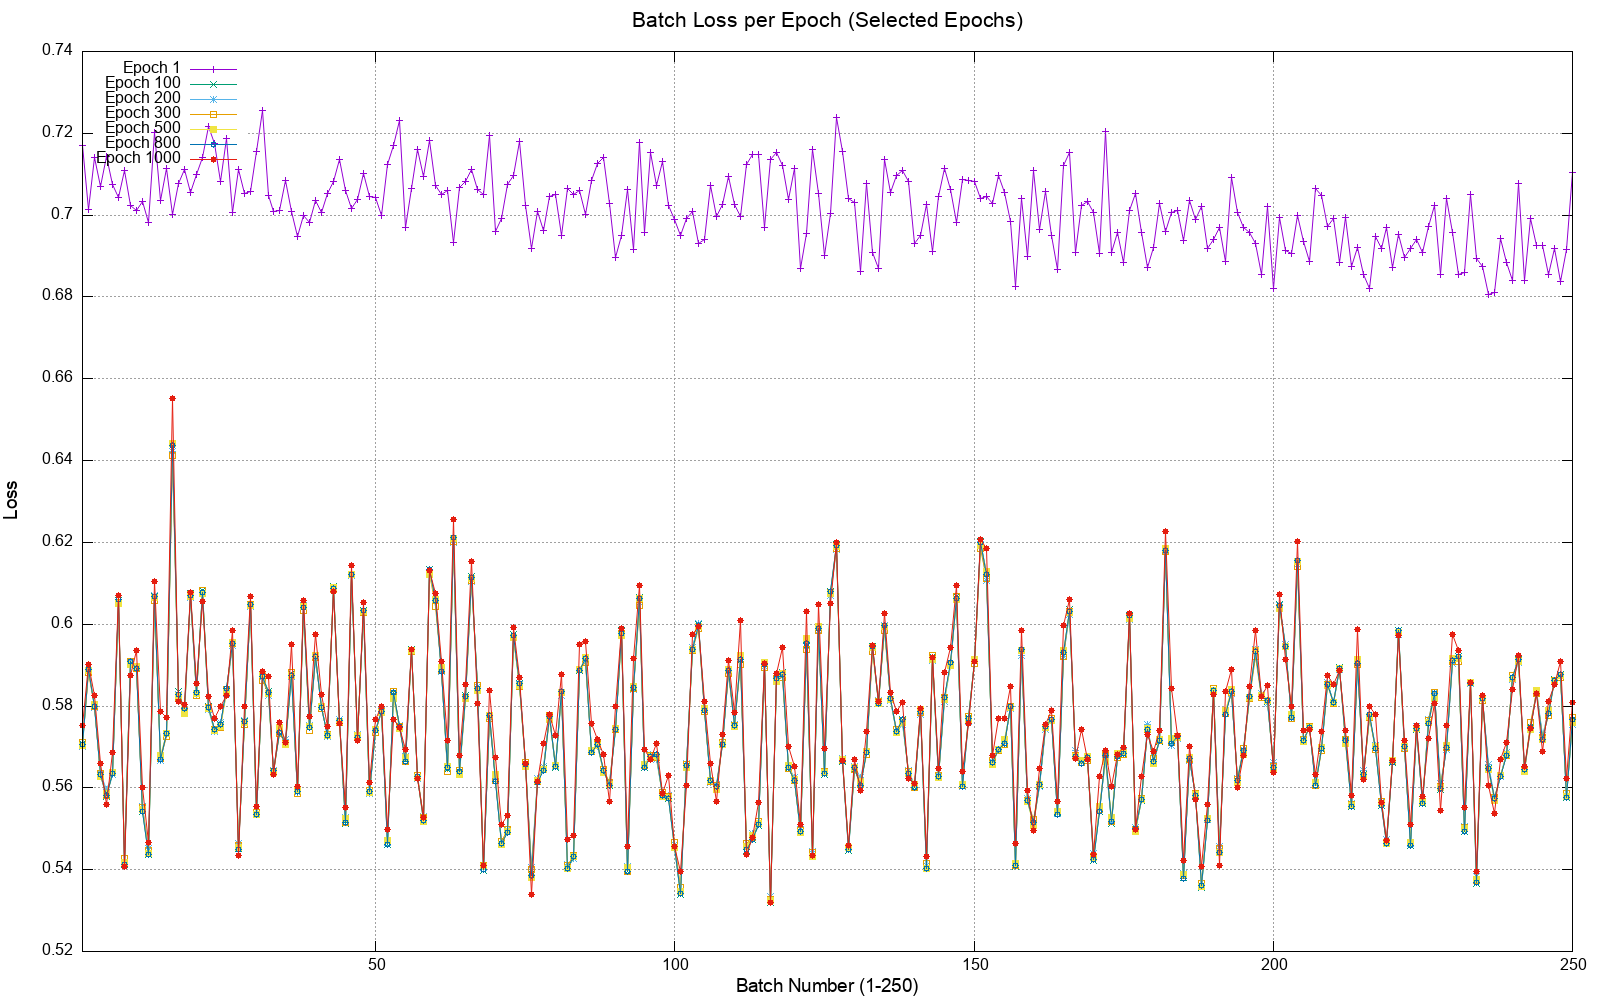 Batch Loss per Epoch (Selected Epochs)
0.74
0.72
0.7
0.68
0.66
0.64
0.62
0.6
0.58
0.56
0.54
0.52
Loss
Epoch 1
Epoch 100
Epoch 200
Epoch 300
Epoch 500
Epoch 800
Epoch 1000
50
100
150
200
250
Batch Number (1-250)